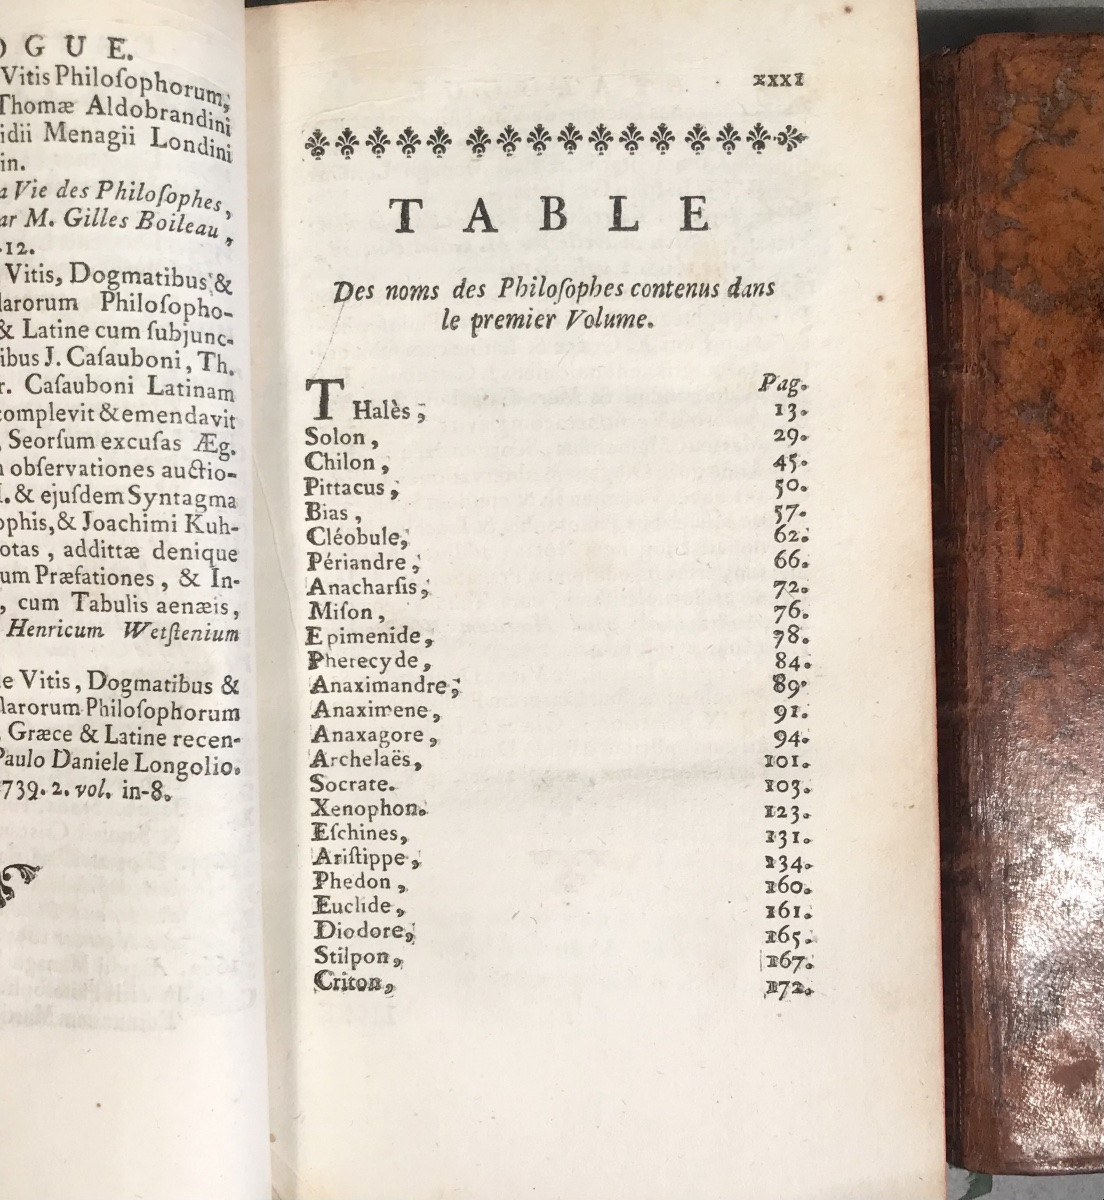 OGUE.
Vitis Philoſophorum,
Thomæ Aldobrandini
idii Menagii Londini
in.
a Vie des Philoſophes,
ar M. Gilles Boileau,
12.
Vitis, Dogmatibus &
larorum Philoſopho-
& Latine cum ſubjunc-
ibus J. Caſauboni, Th.
r. Caſauboni Latinam
complevit & emendavit
, Seorſum excuſas Æg.
n obſervationes auctio-
I. & ejuſdem Syntagma
ophis, & Joachimi Kuh-
otas, addittæ denique
um Præfationes, & In-
, cum Tabulis aenæis,
Henricum Wetſtenium
le Vitis, Dogmatibus &
larorum Philoſophorum
, Græce & Latine recen-
Paulo Daniele Longolio.
739. 2. vol. in-8.
xxxi
TABLE
Des noms des Philoſophes contenus dans
le premier Volume.
Pag.
THalès, 13.
Solon, 29.
Chilon, 45.
Pittacus, 50.
Bias, 57.
Cléobule, 62.
Périandre, 66.
Anacharſis, 72.
Miſon, 76.
Epimenide, 78.
Pherecyde, 84.
Anaximandre, 89.
Anaximene, 91.
Anaxagore, 94.
Archelaës, 101.
Socrate. 103.
Xenophon. 123.
Eſchines, 131.
Ariſtippe, 134.
Phedon, 160.
Euclide, 161.
Diodore, 165.
Stilpon, 167.
Criton, 172.